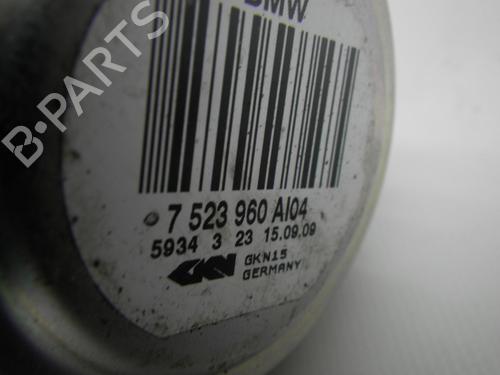 BMW
7 523 960 AI04
5934 3 23 15.09.09
GKN GKN15
GERMANY
B-PARTS